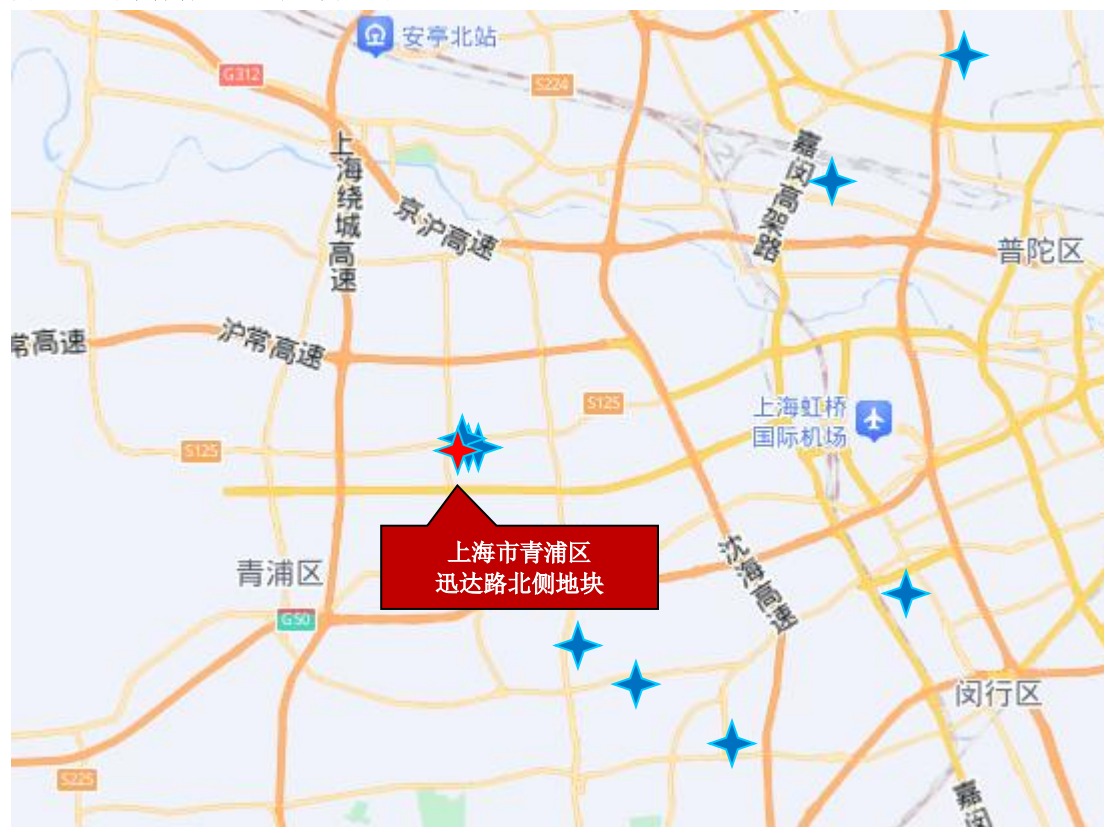 安亭北站
G312
S224
上海绕城高速
嘉闵高架路
京沪高速
普陀区
常高速
沪常高速
S125
上海虹桥
国际机场
S125
上海市青浦区
迅达路北侧地块
沈海高速
青浦区
G50
闵行区
S225
嘉闵